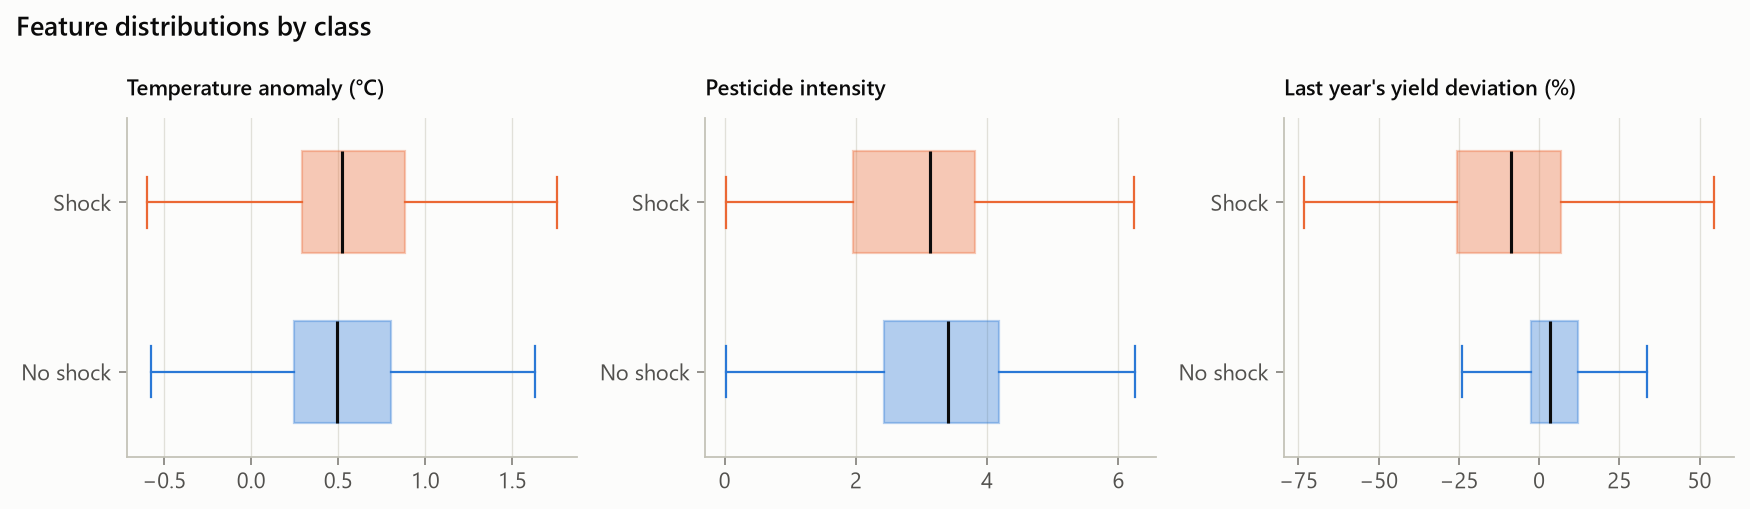 Feature distributions by class
Temperature anomaly (°C)
Shock
No shock
−0.5 0.0 0.5 1.0 1.5
Pesticide intensity
Shock
No shock
0 2 4 6
Last year's yield deviation (%)
Shock
No shock
−75 −50 −25 0 25 50